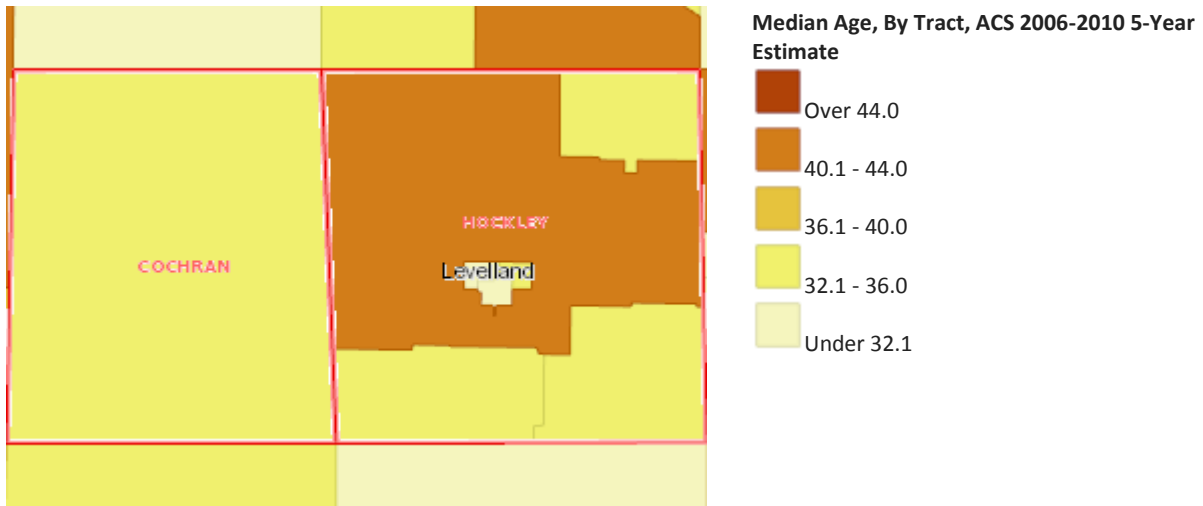 COCHRAN
HOCKLEY
Levelland
Median Age, By Tract, ACS 2006-2010 5-Year
Estimate
Over 44.0
40.1 - 44.0
36.1 - 40.0
32.1 - 36.0
Under 32.1